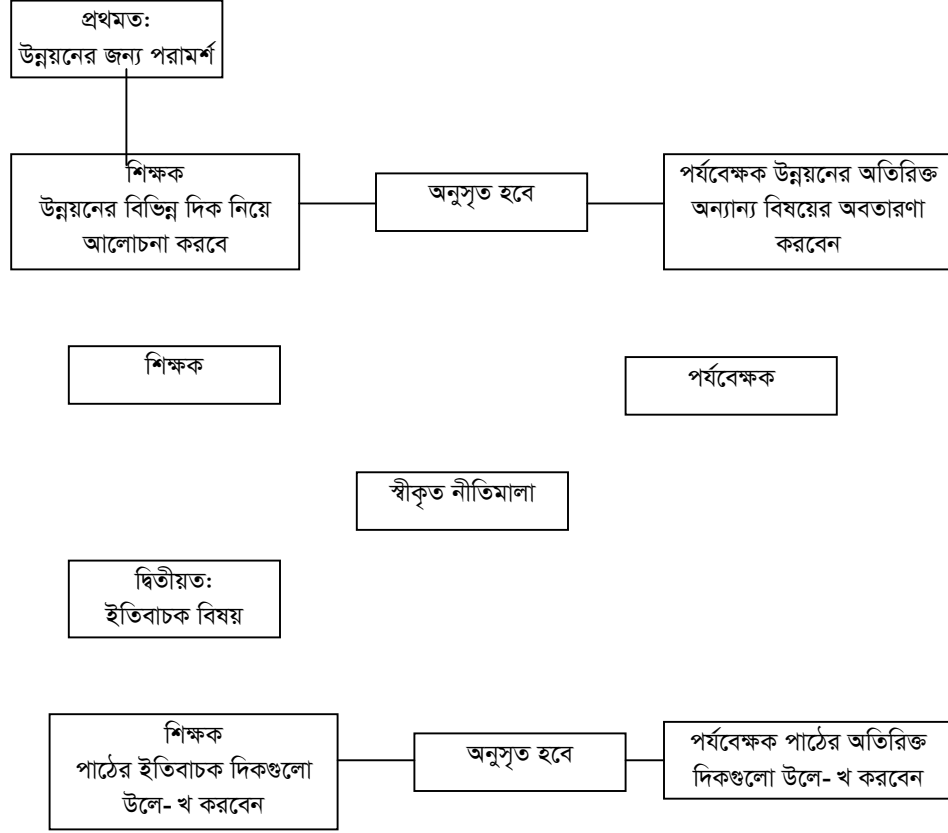 প্রথমত:
উন্নয়নের জন্য পরামর্শ
শিক্ষক
উন্নয়নের বিভিন্ন দিক নিয়ে
আলোচনা করবে
অনুসৃত হবে
পর্যবেক্ষক উন্নয়নের অতিরিক্ত
অন্যান্য বিষয়ের অবতারণা
করবেন
শিক্ষক
পর্যবেক্ষক
স্বীকৃত নীতিমালা
দ্বিতীয়ত:
ইতিবাচক বিষয়
শিক্ষক
পাঠের ইতিবাচক দিকগুলো
উলে- খ করবেন
অনুসৃত হবে
পর্যবেক্ষক পাঠের অতিরিক্ত
দিকগুলো উলে- খ করবেন